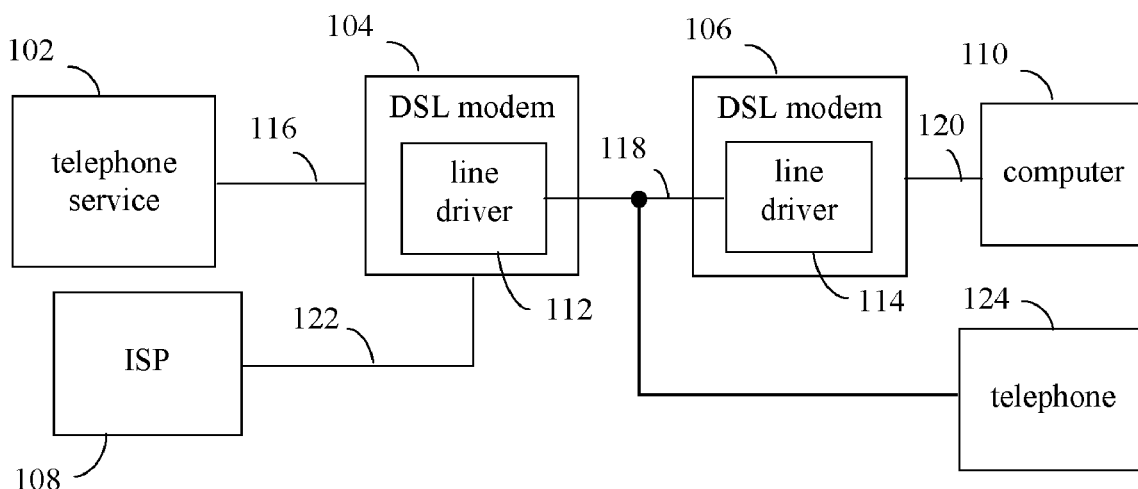 102
104
106
110
telephone
service
116
DSL modem
line
driver
118
DSL modem
line
driver
120
computer
112
114
124
ISP
122
telephone
108